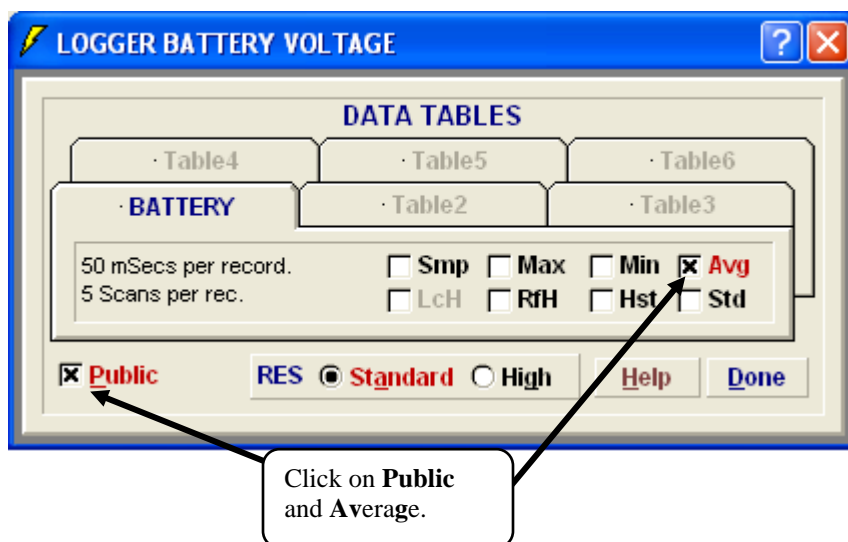 LOGGER BATTERY VOLTAGE
DATA TABLES
· Table4 · Table5 · Table6
· BATTERY · Table2 · Table3
50 mSecs per record. Smp Max Min Avg
5 Scans per rec. LcH RfH Hst Std
Public RES Standard High Help Done
Click on Public
and Average.